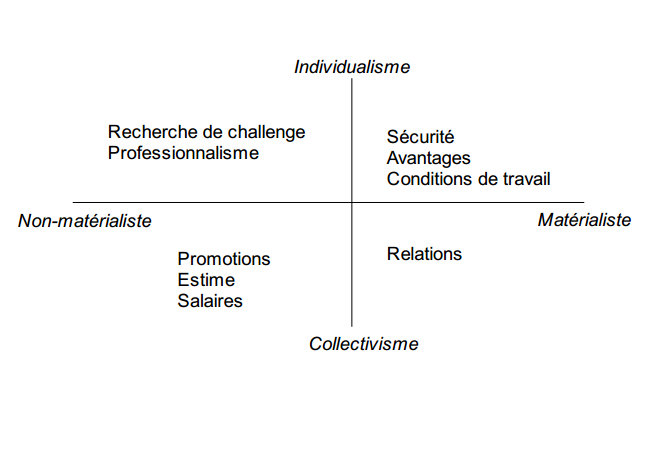 Individualisme
Recherche de challenge
Professionnalisme
Sécurité
Avantages
Conditions de travail
Non-matérialiste
Matérialiste
Promotions
Estime
Salaires
Relations
Collectivisme